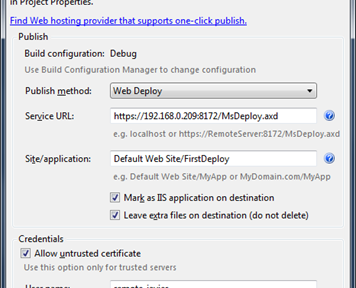 in Project Properties.
Find Web hosting provider that supports one-click publish.
Publish
Build configuration: Debug
Use Build Configuration Manager to change configuration
Publish method: Web Deploy
Service URL: https://192.168.0.209:8172/MsDeploy.axd
e.g. localhost or https://RemoteServer:8172/MsDeploy.axd
Site/application: Default Web Site/FirstDeploy
e.g. Default Web Site/MyApp or MyDomain.com/MyApp
Mark as IIS application on destination
Leave extra files on destination (do not delete)
Credentials
Allow untrusted certificate
Use this option only for trusted servers